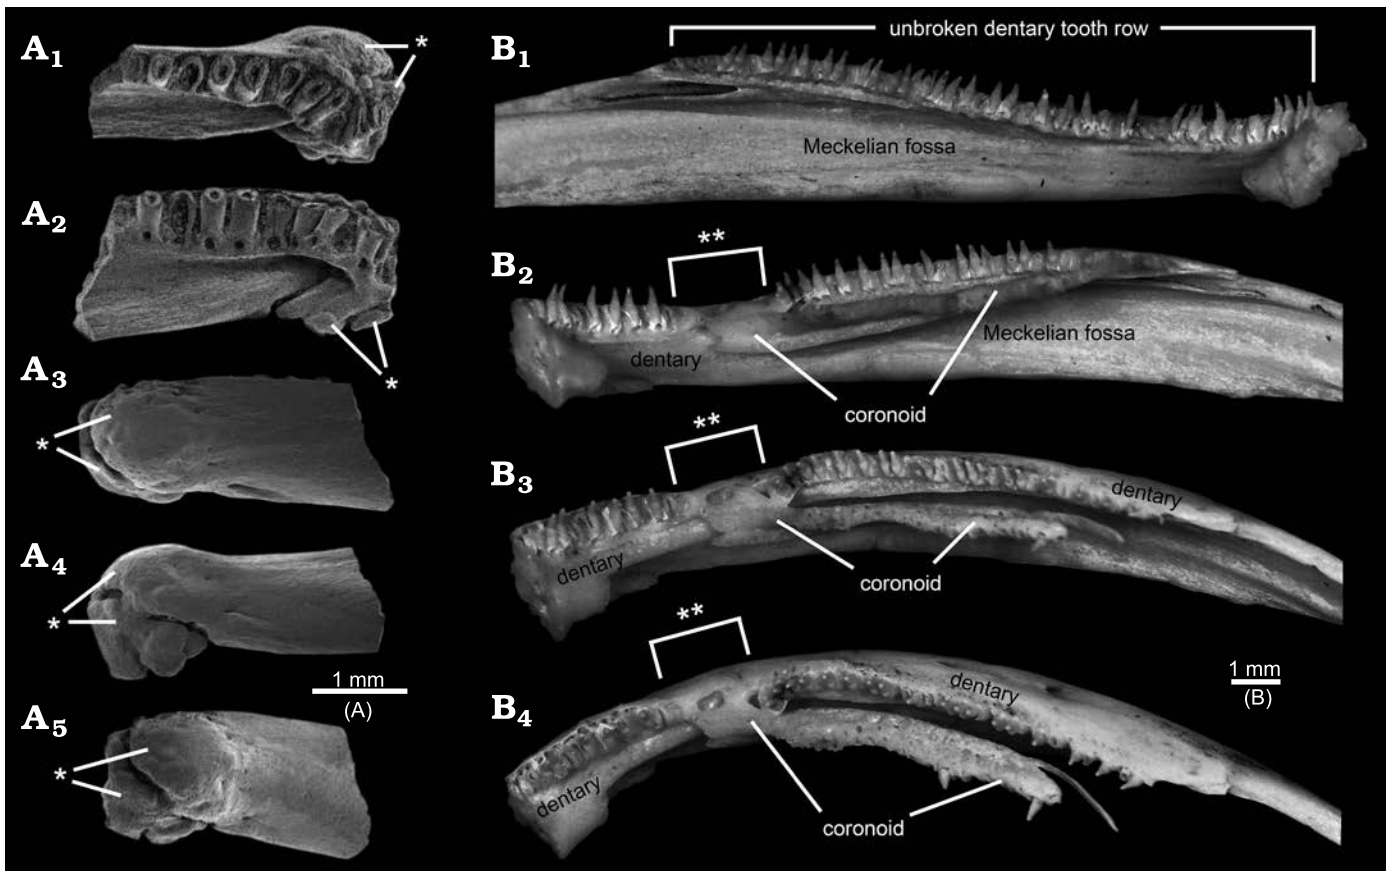 A1
*
B1
unbroken dentary tooth row
Meckelian fossa
A2
*
B2
**
dentary
Meckelian fossa
coronoid
A3
*
B3
**
dentary
dentary
coronoid
A4
*
1 mm
(A)
B4
**
dentary
dentary
coronoid
1 mm
(B)
A5
*